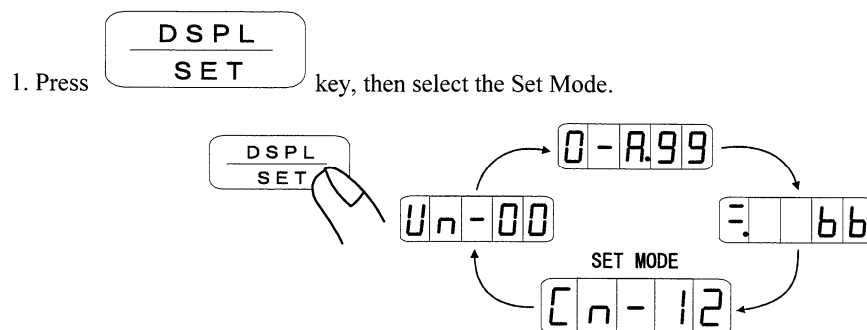 DSPL
SET
1. Press key, then select the Set Mode.
DSPL
SET
0-A.99
Un-00
=. bb
SET MODE
Cn-12